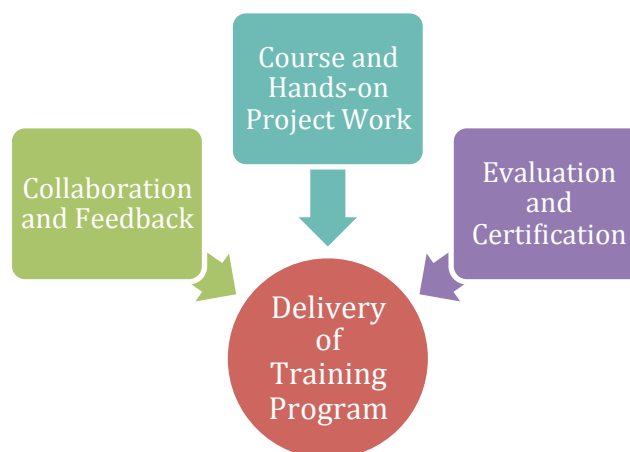 Course and
Hands-on
Project Work
Collaboration
and Feedback
Evaluation
and
Certification
Delivery
of
Training
Program